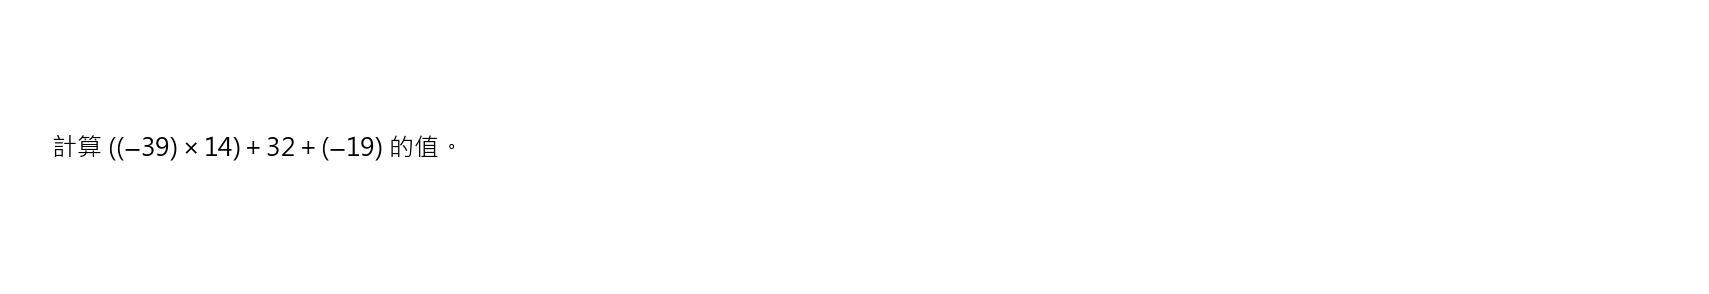 計算 ((−39) × 14) + 32 + (−19) 的值。